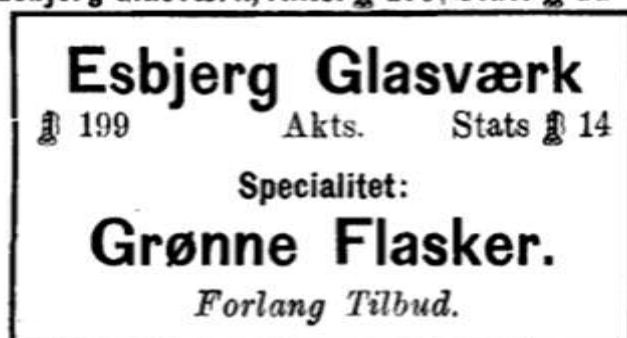 Esbjerg Glasværk
199 Akts. Stats 14
Specialitet:
Grønne Flasker.
Forlang Tilbud.